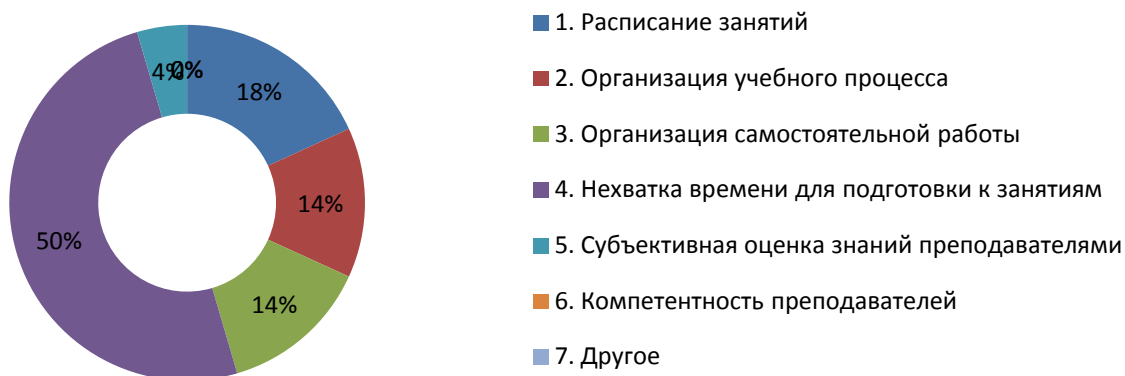 1. Расписание занятий
4%
0%
18%
2. Организация учебного процесса
3. Организация самостоятельной работы
14%
4. Нехватка времени для подготовки к занятиям
50%
5. Субъективная оценка знаний преподавателями
14%
6. Компетентность преподавателей
7. Другое